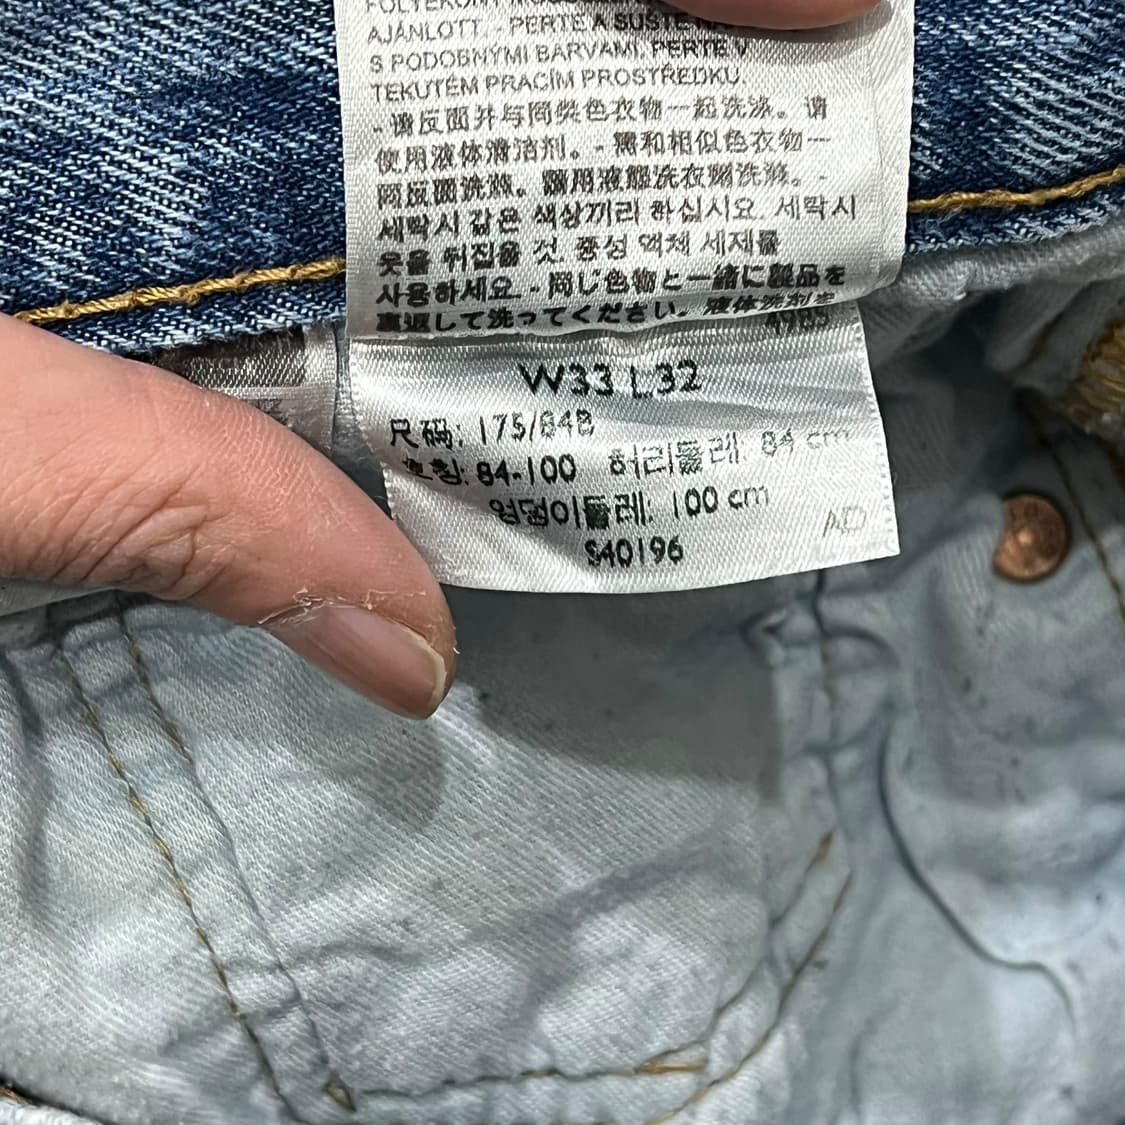 AJÁNLOTT. - PERTE A SUŠTE NA
S PODOBNÝMI BARVAMI. PERTE V
TEKUTÉM PRACÍM PROSTŘEDKU.
- 请反面并与同类色衣物一起洗涤。请
使用液体清洁剂。- 需和相似色衣物一
同反面洗滌。請用液態洗衣劑洗滌。-
세탁시 같은 색상끼리 하십시요. 세탁시
옷을 뒤집을 것 중성 액체 세제를
사용하세요. - 同じ色物と一緒に製品を
裏返して洗ってください。液体洗剤を
W33 L32
尺码: 175/84B
호칭: 84-100 허리둘레: 84 cm
엉덩이둘레: 100 cm
AD
S40196